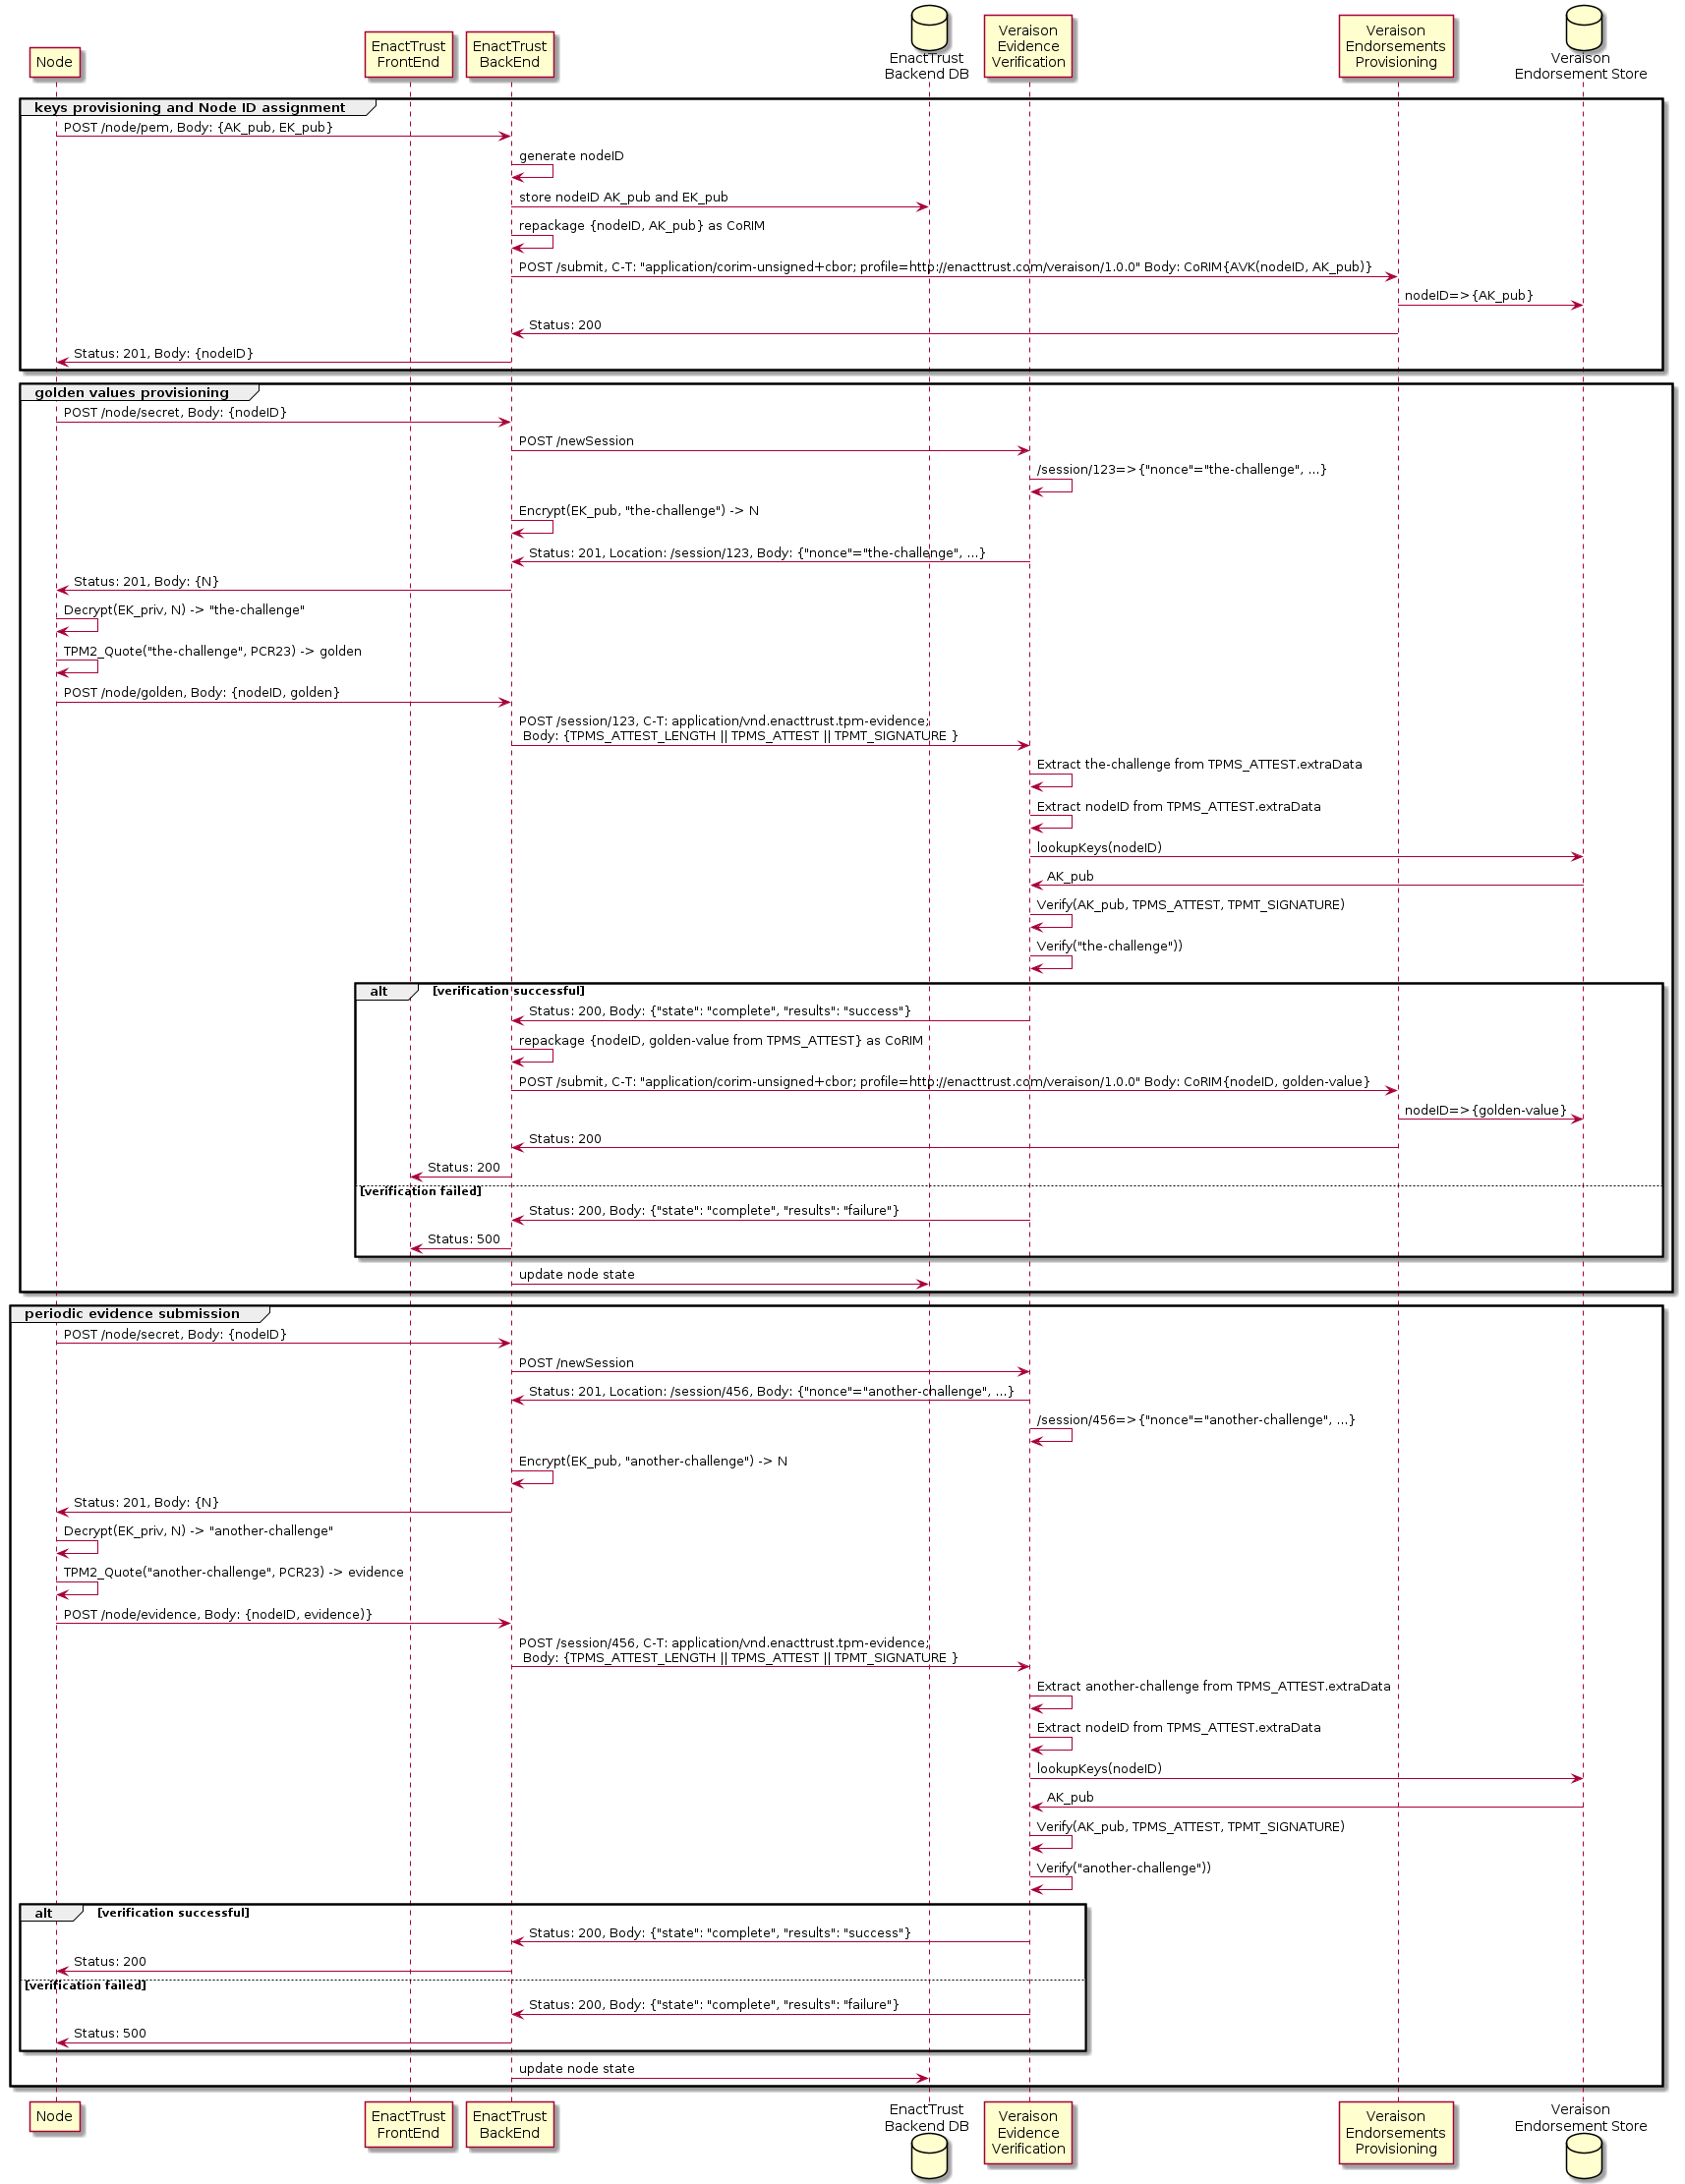 Node
EnactTrust
FrontEnd
EnactTrust
BackEnd
EnactTrust
Backend DB
Veraison
Evidence
Verification
Veraison
Endorsements
Provisioning
Veraison
Endorsement Store
keys provisioning and Node ID assignment
POST /node/pem, Body: {AK_pub, EK_pub}
generate nodeID
store nodeID AK_pub and EK_pub
repackage {nodeID, AK_pub} as CoRIM
POST /submit, C-T: "application/corim-unsigned+cbor; profile=http://enacttrust.com/veraison/1.0.0" Body: CoRIM{AVK(nodeID, AK_pub)}
nodeID=>{AK_pub}
Status: 200
Status: 201, Body: {nodeID}
golden values provisioning
POST /node/secret, Body: {nodeID}
POST /newSession
/session/123=>{"nonce"="the-challenge", ...}
Encrypt(EK_pub, "the-challenge") -> N
Status: 201, Location: /session/123, Body: {"nonce"="the-challenge", ...}
Status: 201, Body: {N}
Decrypt(EK_priv, N) -> "the-challenge"
TPM2_Quote("the-challenge", PCR23) -> golden
POST /node/golden, Body: {nodeID, golden}
POST /session/123, C-T: application/vnd.enacttrust.tpm-evidence;
Body: {TPMS_ATTEST_LENGTH || TPMS_ATTEST || TPMT_SIGNATURE }
Extract the-challenge from TPMS_ATTEST.extraData
Extract nodeID from TPMS_ATTEST.extraData
lookupKeys(nodeID)
AK_pub
Verify(AK_pub, TPMS_ATTEST, TPMT_SIGNATURE)
Verify("the-challenge"))
alt [verification successful]
Status: 200, Body: {"state": "complete", "results": "success"}
repackage {nodeID, golden-value from TPMS_ATTEST} as CoRIM
POST /submit, C-T: "application/corim-unsigned+cbor; profile=http://enacttrust.com/veraison/1.0.0" Body: CoRIM{nodeID, golden-value}
nodeID=>{golden-value}
Status: 200
Status: 200
[verification failed]
Status: 200, Body: {"state": "complete", "results": "failure"}
Status: 500
update node state
periodic evidence submission
POST /node/secret, Body: {nodeID}
POST /newSession
Status: 201, Location: /session/456, Body: {"nonce"="another-challenge", ...}
/session/456=>{"nonce"="another-challenge", ...}
Encrypt(EK_pub, "another-challenge") -> N
Status: 201, Body: {N}
Decrypt(EK_priv, N) -> "another-challenge"
TPM2_Quote("another-challenge", PCR23) -> evidence
POST /node/evidence, Body: {nodeID, evidence)}
POST /session/456, C-T: application/vnd.enacttrust.tpm-evidence;
Body: {TPMS_ATTEST_LENGTH || TPMS_ATTEST || TPMT_SIGNATURE }
Extract another-challenge from TPMS_ATTEST.extraData
Extract nodeID from TPMS_ATTEST.extraData
lookupKeys(nodeID)
AK_pub
Verify(AK_pub, TPMS_ATTEST, TPMT_SIGNATURE)
Verify("another-challenge"))
alt [verification successful]
Status: 200, Body: {"state": "complete", "results": "success"}
Status: 200
[verification failed]
Status: 200, Body: {"state": "complete", "results": "failure"}
Status: 500
update node state
Node
EnactTrust
FrontEnd
EnactTrust
BackEnd
EnactTrust
Backend DB
Veraison
Evidence
Verification
Veraison
Endorsements
Provisioning
Veraison
Endorsement Store